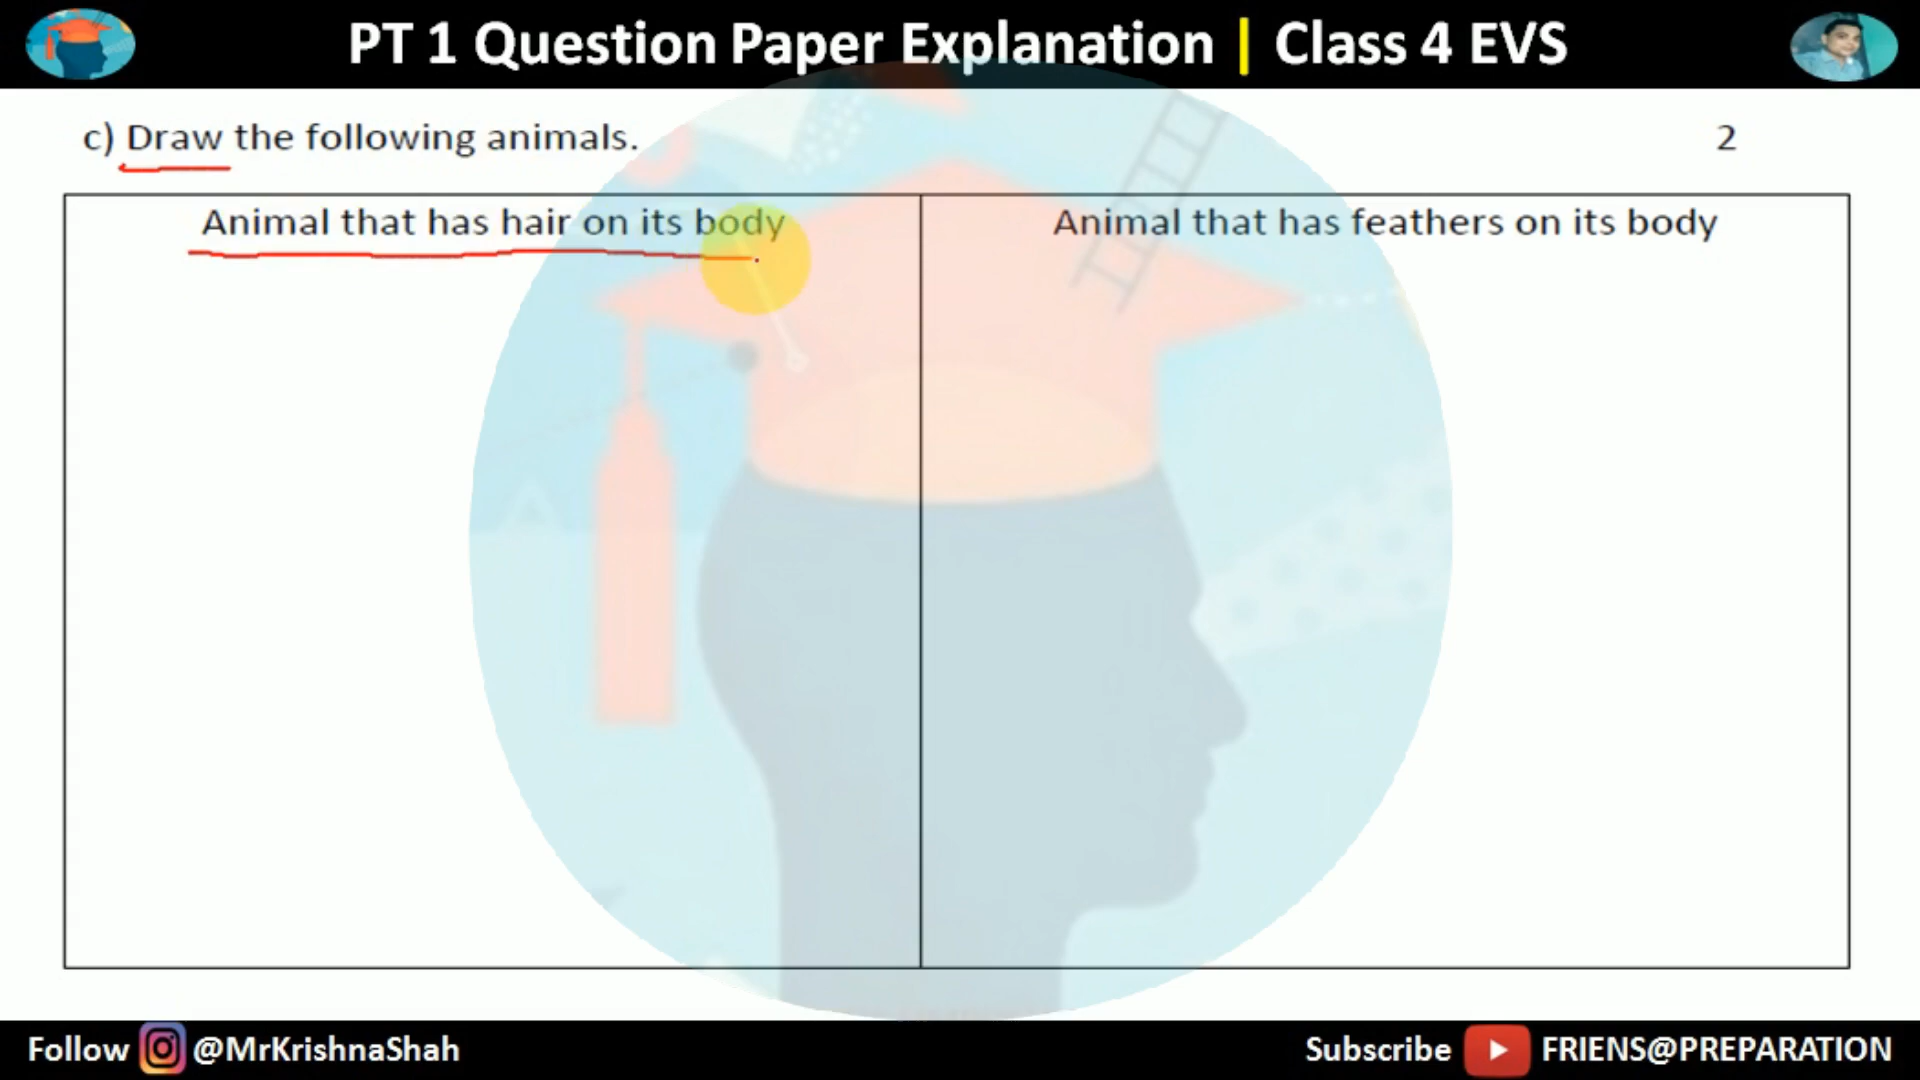 PT 1 Question Paper Explanation | Class 4 EVS
c) Draw the following animals. 2
Animal that has hair on its body
Animal that has feathers on its body
Follow @MrKrishnaShah
Subscribe FRIENS@PREPARATION